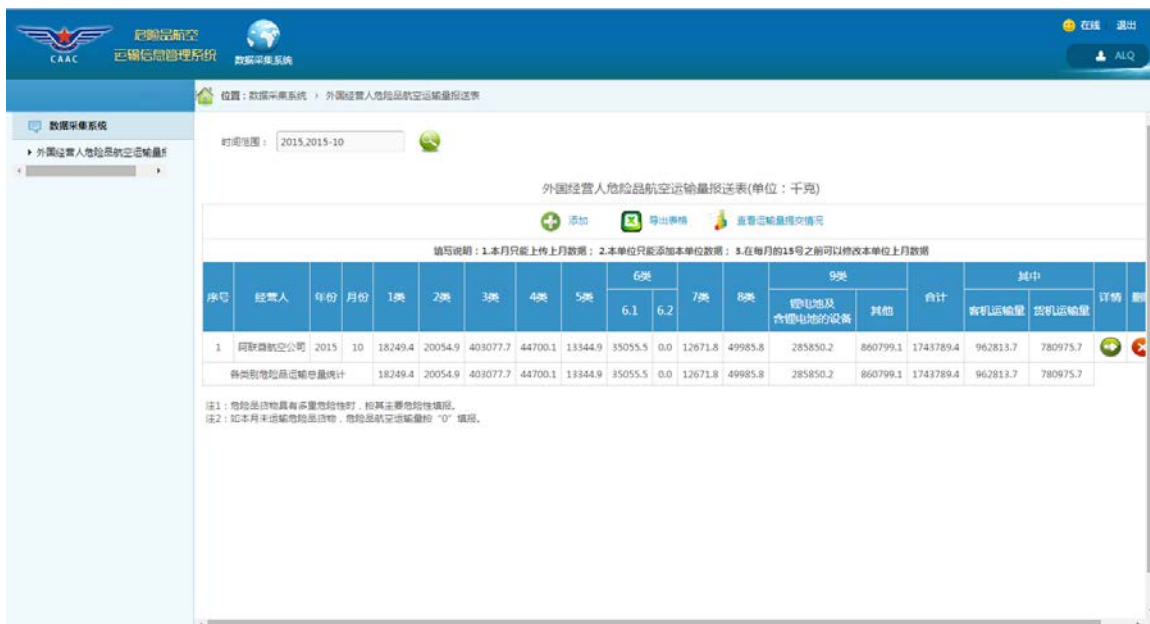 危险品航空
运输信息管理系统
CAAC
数据采集系统
在线 退出
ALQ
位置：数据采集系统 › 外国经营人危险品航空运输量报送表
数据采集系统
外国经营人危险品航空运输量
时间范围： 2015,2015-10
外国经营人危险品航空运输量报送表(单位：千克)
添加 导出表格 查看运输量提交情况
填写说明：1.本月只能上传上月数据； 2.本单位只能添加本单位数据； 3.在每月的15号之前可以修改本单位上月数据
序号 经营人 年份 月份 1类 2类 3类 4类 5类 6类 7类 8类 9类 合计 其中 详情
6.1 6.2 锂电池及含锂电池的设备 其他 客机运输量 货机运输量
1 阿联酋航空公司 2015 10 18249.4 20054.9 403077.7 44700.1 13344.9 35055.5 0.0 12671.8 49985.8 285850.2 860799.1 1743789.4 962813.7 780975.7
各类别危险品运输总量统计 18249.4 20054.9 403077.7 44700.1 13344.9 35055.5 0.0 12671.8 49985.8 285850.2 860799.1 1743789.4 962813.7 780975.7
注1：危险品货物具有多重危险性时，按其主要危险性填报。
注2：如本月未运输危险品货物，危险品航空运输量按“0”填报。